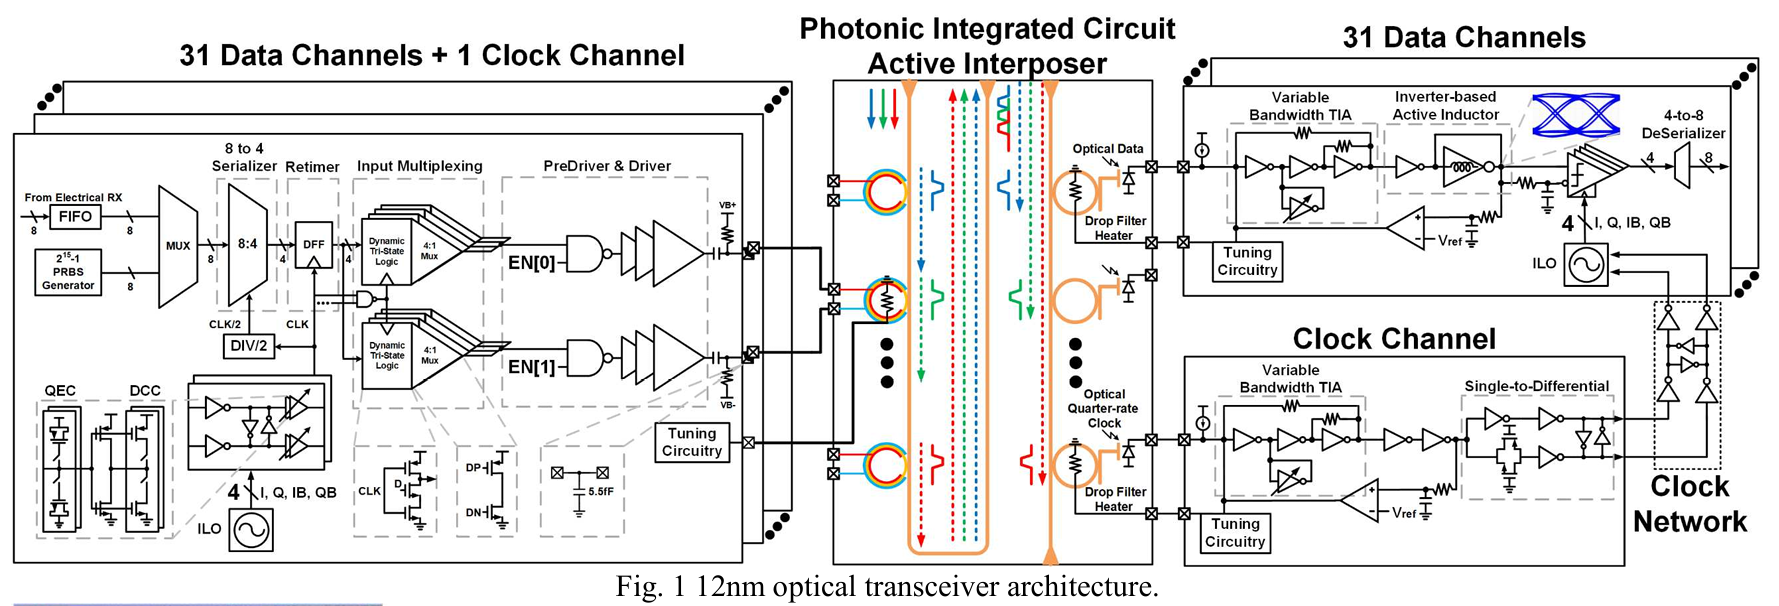 31 Data Channels + 1 Clock Channel
8 to 4
Serializer
Retimer
Input Multiplexing
PreDriver & Driver
From Electrical RX
8
FIFO
8
2¹⁵-1
PRBS
Generator
8
MUX
8
8:4
4
DFF
4
Dynamic
Tri-State
Logic
4:1
Mux
EN[0]
VB+
CLK/2
CLK
DIV/2
Dynamic
Tri-State
Logic
4:1
Mux
EN[1]
VB-
QEC
DCC
4
I, Q, IB, QB
ILO
CLK
D
DP
DN
5.5fF
Tuning
Circuitry
Photonic Integrated Circuit
Active Interposer
Optical Data
Drop Filter
Heater
Optical
Quarter-rate
Clock
Drop Filter
Heater
31 Data Channels
Variable
Bandwidth TIA
Inverter-based
Active Inductor
4-to-8
DeSerializer
4
8
Vref
4
I, Q, IB, QB
ILO
Tuning
Circuitry
Clock Channel
Variable
Bandwidth TIA
Single-to-Differential
Vref
Tuning
Circuitry
Clock
Network
Fig. 1 12nm optical transceiver architecture.